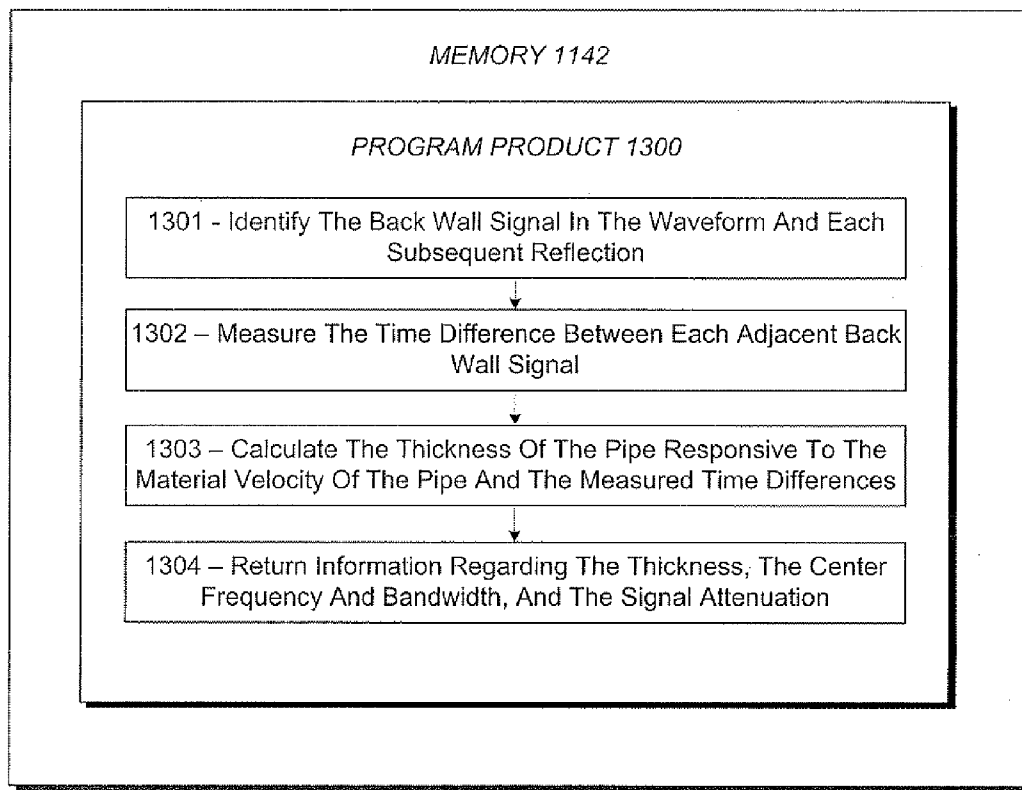 MEMORY 1142
PROGRAM PRODUCT 1300
1301 - Identify The Back Wall Signal In The Waveform And Each
Subsequent Reflection
1302 – Measure The Time Difference Between Each Adjacent Back
Wall Signal
1303 – Calculate The Thickness Of The Pipe Responsive To The
Material Velocity Of The Pipe And The Measured Time Differences
1304 – Return Information Regarding The Thickness, The Center
Frequency And Bandwidth, And The Signal Attenuation